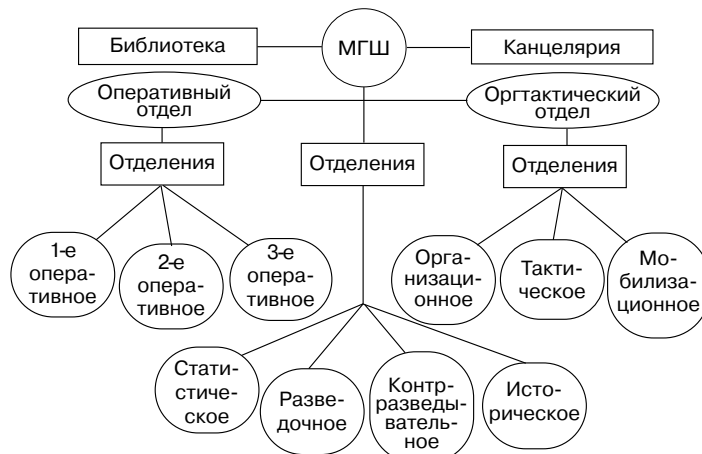 Библиотека
МГШ
Канцелярия
Оперативный
отдел
Оргтактический
отдел
Отделения
Отделения
Отделения
1-е
опера-
тивное
2-е
опера-
тивное
3-е
опера-
тивное
Орга-
низаци-
онное
Такти-
ческое
Мо-
билиза-
ционное
Стати-
стиче-
ское
Разве-
дочное
Контр-
разведы-
ватель-
ное
Исто-
рическое